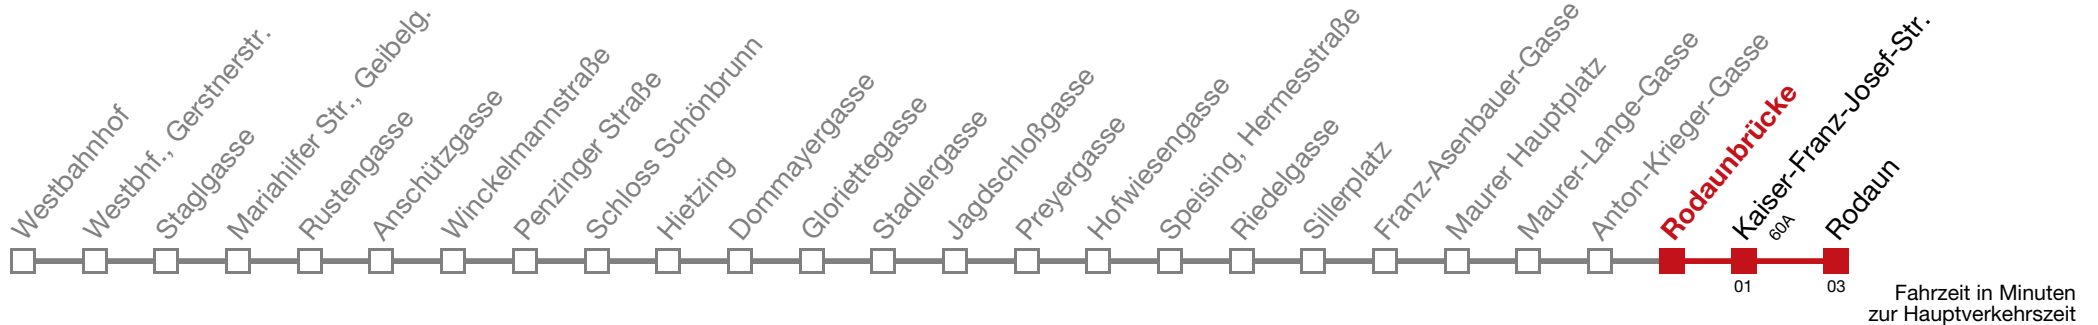 Westbahnhof
Westbhf., Gerstnerstr.
Staglgasse
Mariahilfer Str., Geibelg.
Rustengasse
Anschützgasse
Winckelmannstraße
Penzinger Straße
Schloss Schönbrunn
Hietzing
Dommayergasse
Gloriettegasse
Stadlergasse
Jagdschloßgasse
Preyergasse
Hofwiesengasse
Speising, Hermesstraße
Riedelgasse
Sillerplatz
Franz-Asenbauer-Gasse
Maurer Hauptplatz
Maurer-Lange-Gasse
Anton-Krieger-Gasse
Rodaunbrücke
Kaiser-Franz-Josef-Str.
60A
Rodaun
01
03
Fahrzeit in Minuten
zur Hauptverkehrszeit